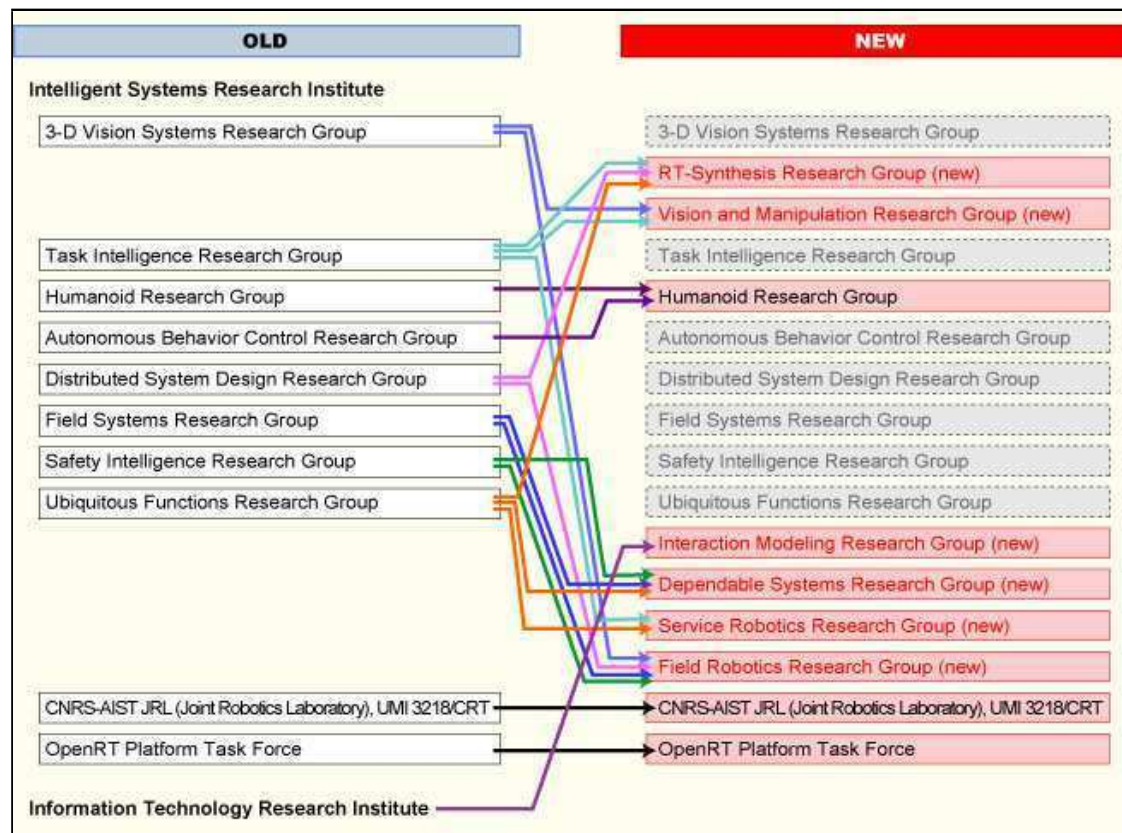 OLD
NEW
Intelligent Systems Research Institute
3-D Vision Systems Research Group
3-D Vision Systems Research Group
RT-Synthesis Research Group (new)
Vision and Manipulation Research Group (new)
Task Intelligence Research Group
Task Intelligence Research Group
Humanoid Research Group
Humanoid Research Group
Autonomous Behavior Control Research Group
Autonomous Behavior Control Research Group
Distributed System Design Research Group
Distributed System Design Research Group
Field Systems Research Group
Field Systems Research Group
Safety Intelligence Research Group
Safety Intelligence Research Group
Ubiquitous Functions Research Group
Ubiquitous Functions Research Group
Interaction Modeling Research Group (new)
Dependable Systems Research Group (new)
Service Robotics Research Group (new)
Field Robotics Research Group (new)
CNRS-AIST JRL (Joint Robotics Laboratory), UMI 3218/CRT
CNRS-AIST JRL (Joint Robotics Laboratory), UMI 3218/CRT
OpenRT Platform Task Force
OpenRT Platform Task Force
Information Technology Research Institute